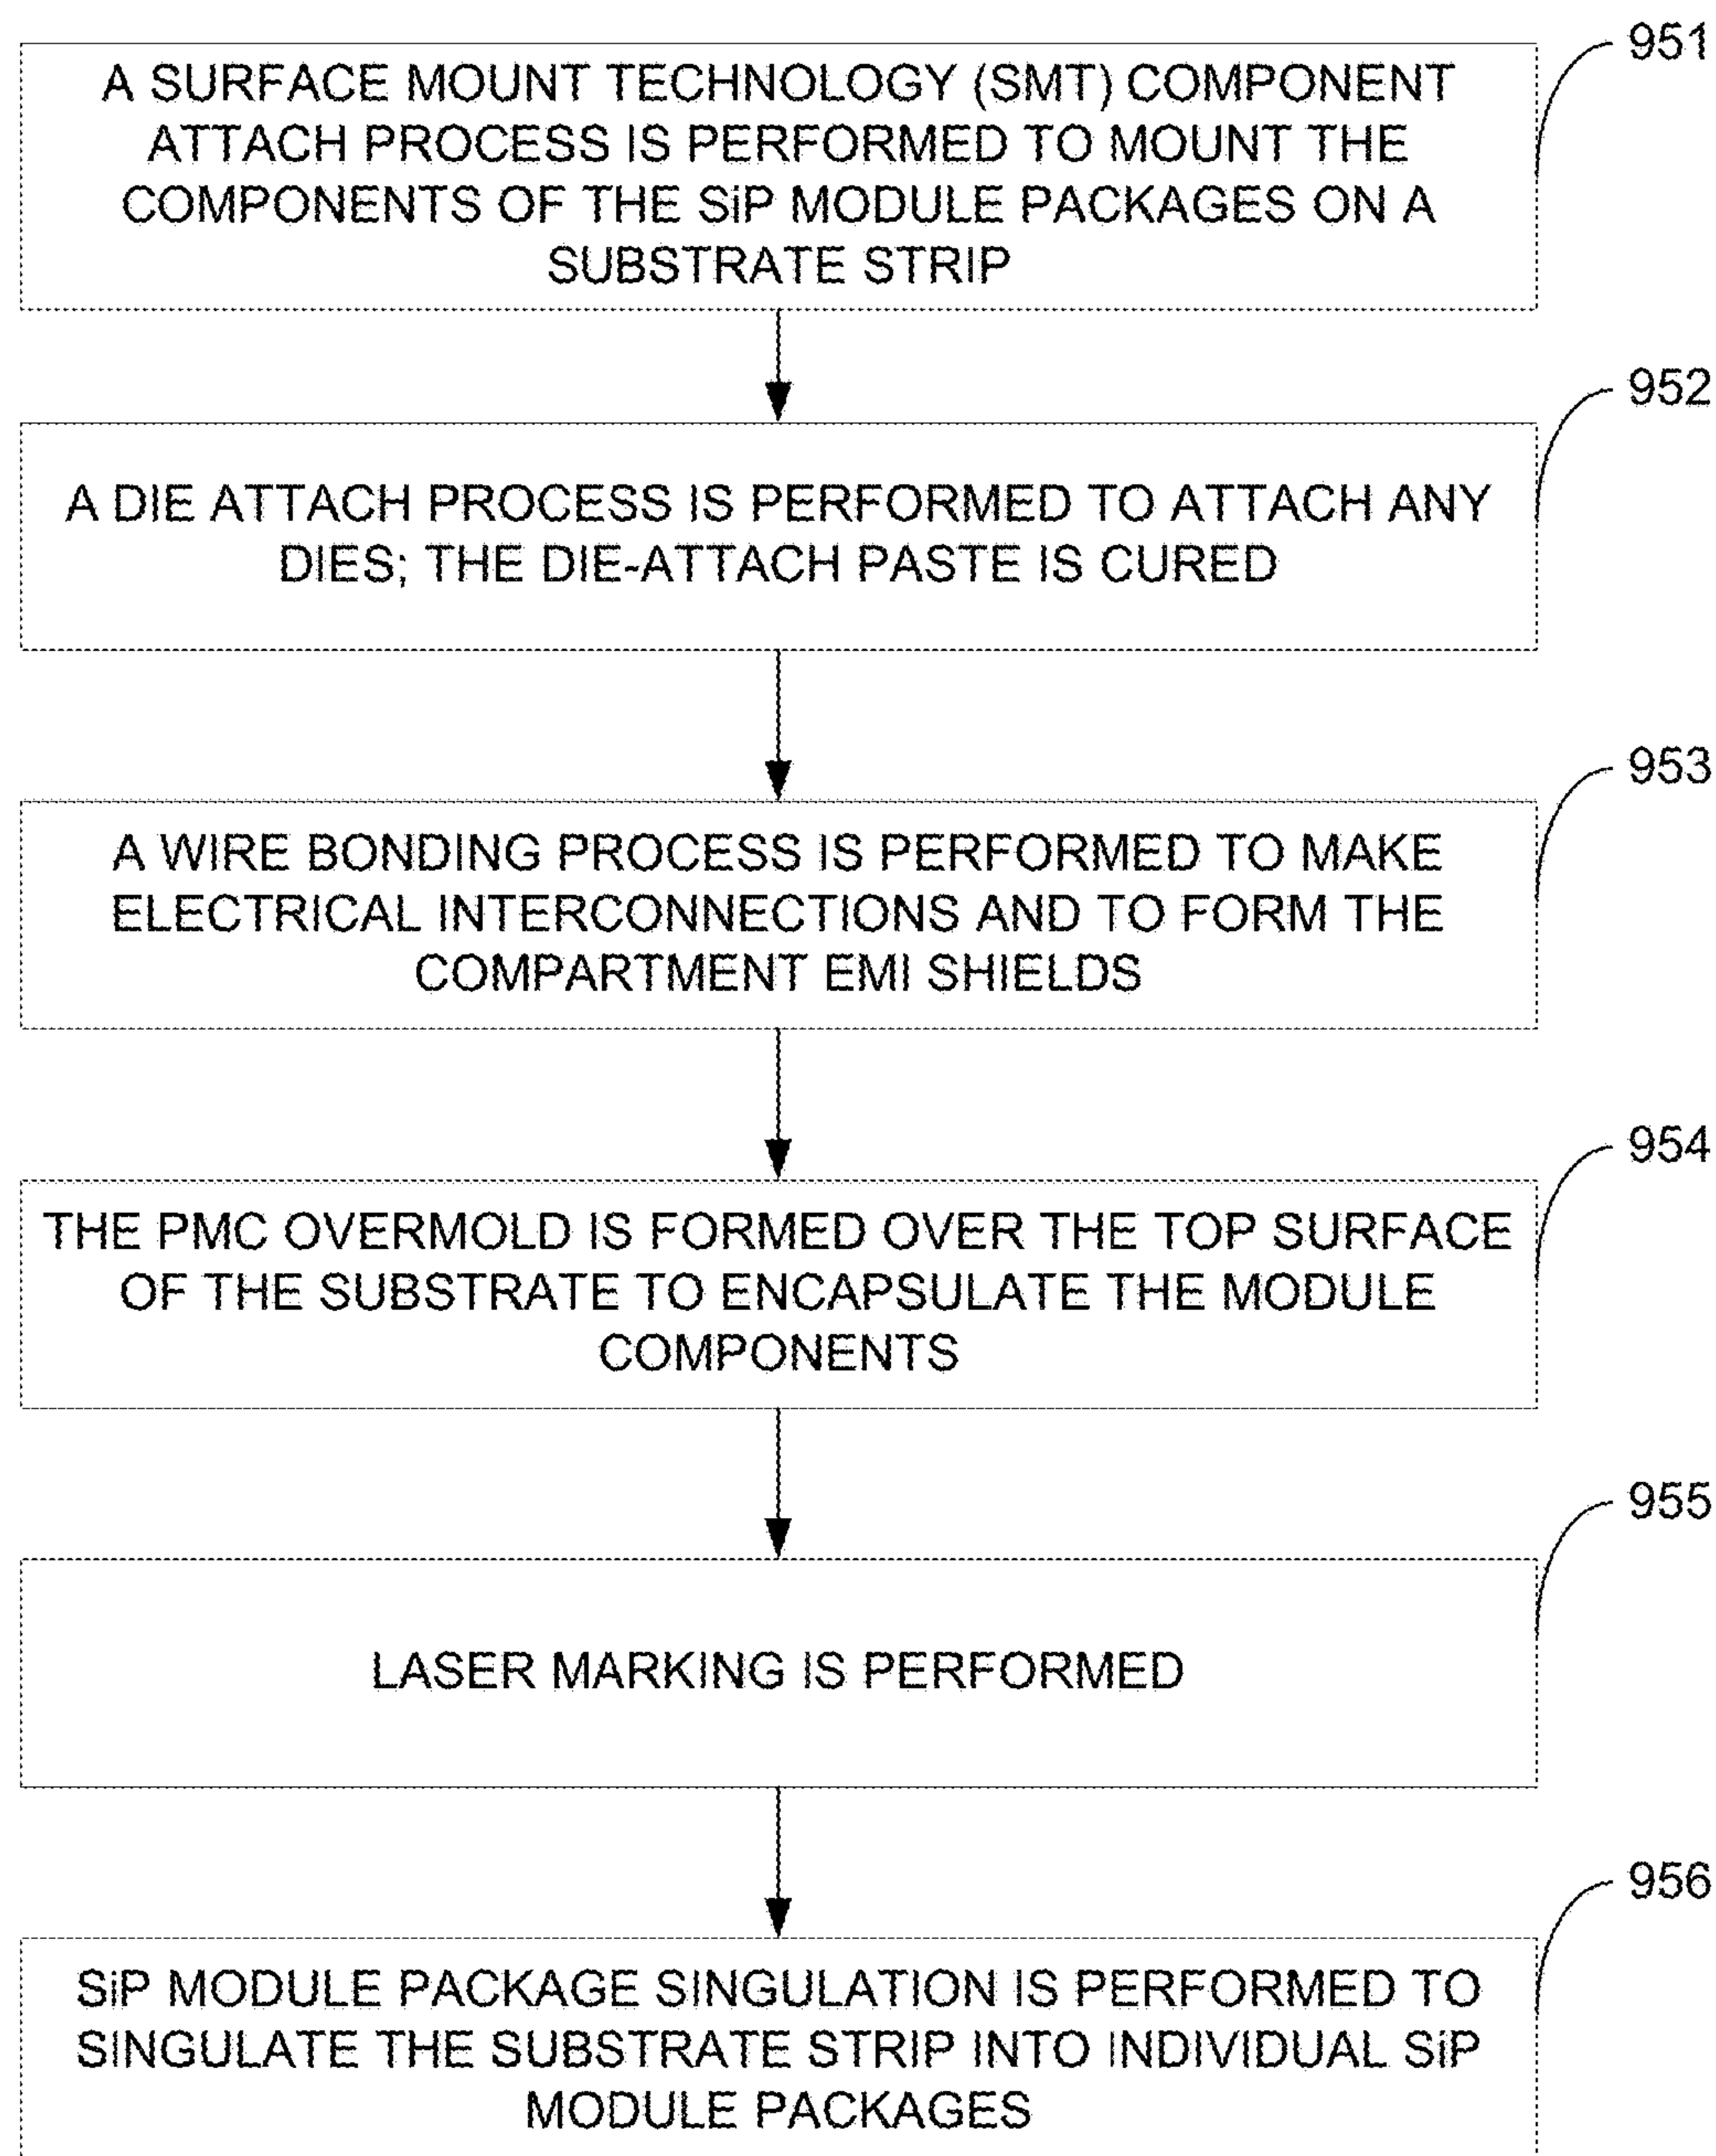 951
A SURFACE MOUNT TECHNOLOGY (SMT) COMPONENT
ATTACH PROCESS IS PERFORMED TO MOUNT THE
COMPONENTS OF THE SiP MODULE PACKAGES ON A
SUBSTRATE STRIP
952
A DIE ATTACH PROCESS IS PERFORMED TO ATTACH ANY
DIES; THE DIE-ATTACH PASTE IS CURED
953
A WIRE BONDING PROCESS IS PERFORMED TO MAKE
ELECTRICAL INTERCONNECTIONS AND TO FORM THE
COMPARTMENT EMI SHIELDS
954
THE PMC OVERMOLD IS FORMED OVER THE TOP SURFACE
OF THE SUBSTRATE TO ENCAPSULATE THE MODULE
COMPONENTS
955
LASER MARKING IS PERFORMED
956
SiP MODULE PACKAGE SINGULATION IS PERFORMED TO
SINGULATE THE SUBSTRATE STRIP INTO INDIVIDUAL SiP
MODULE PACKAGES